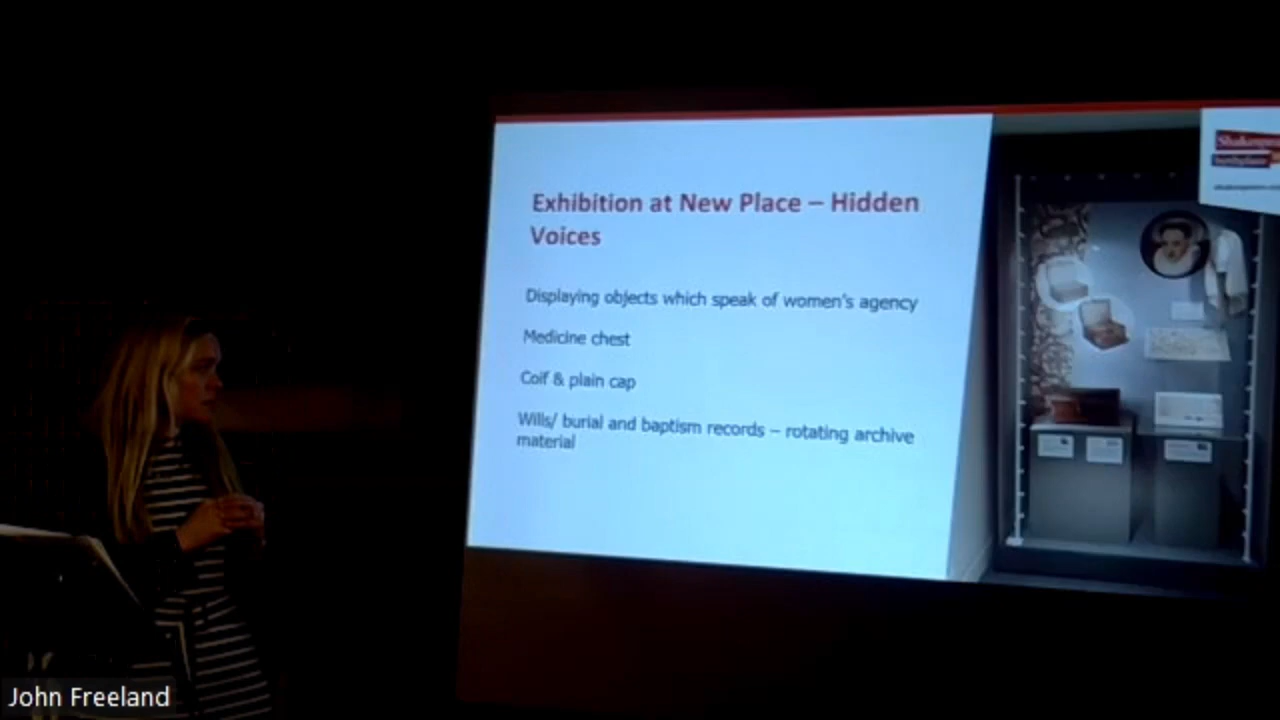 Exhibition at New Place – Hidden
Voices
Displaying objects which speak of women's agency
Medicine chest
Coif & plain cap
Wills/ burial and baptism records – rotating archive
material
John Freeland